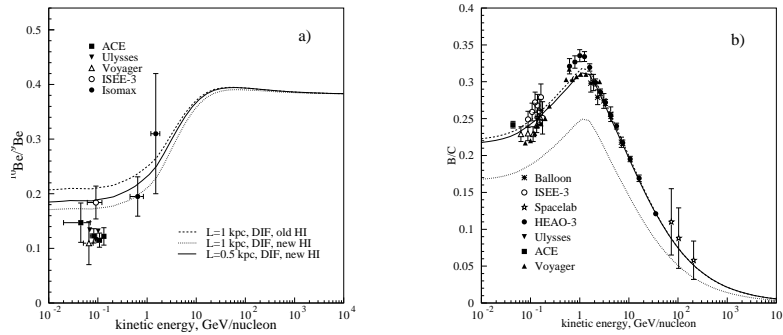 a)
ACE
Ulysses
Voyager
ISEE-3
Isomax
0.4
0.3
0.2
0.1
0
¹⁰Be/⁹Be
L=1 kpc, DIF, old HI
L=1 kpc, DIF, new HI
L=0.5 kpc, DIF, new HI
10⁻² 10⁻¹ 1 10 10² 10³ 10⁴
kinetic energy, GeV/nucleon
b)
0.4
0.35
0.3
0.25
0.2
0.15
0.1
0.05
0
B/C
Balloon
ISEE-3
Spacelab
HEAO-3
Ulysses
ACE
Voyager
10⁻² 10⁻¹ 1 10 10² 10³ 10⁴
kinetic energy, GeV/nucleon